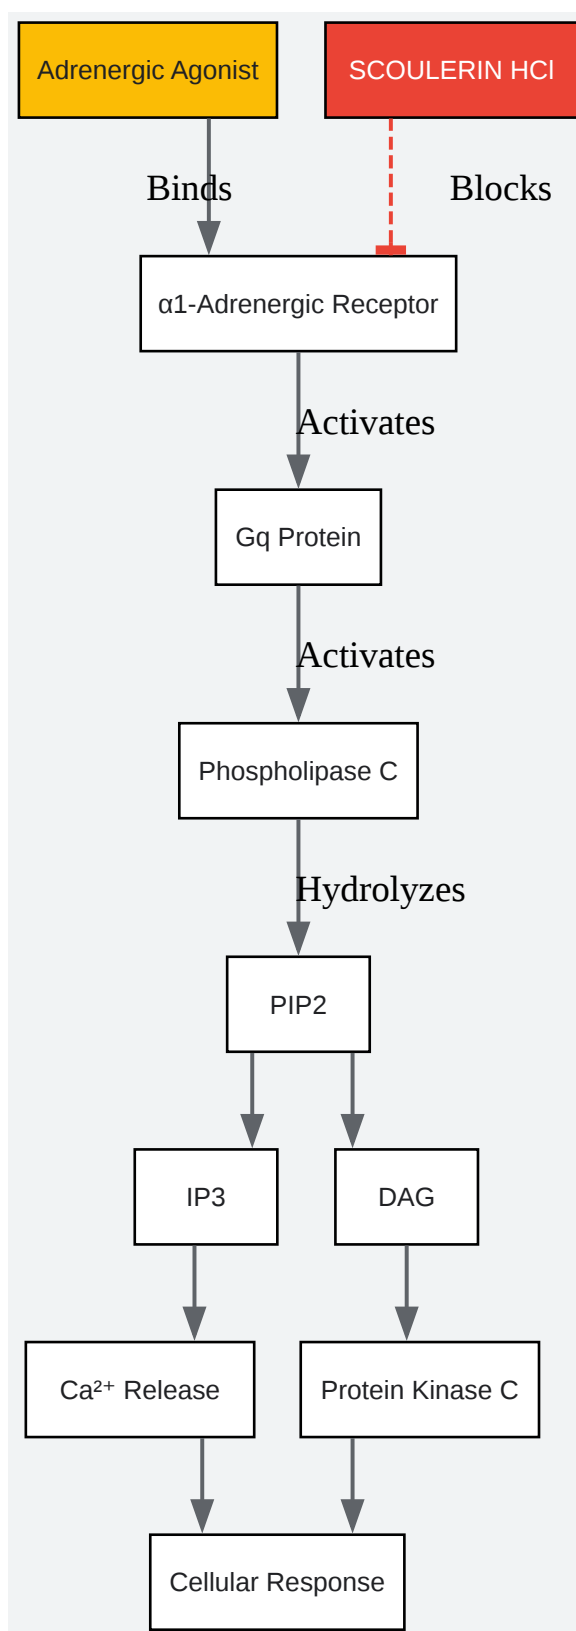 Adrenergic Agonist
SCOULERIN HCl
Binds
Blocks
α1-Adrenergic Receptor
Activates
Gq Protein
Activates
Phospholipase C
Hydrolyzes
PIP2
IP3
DAG
Ca²⁺ Release
Protein Kinase C
Cellular Response